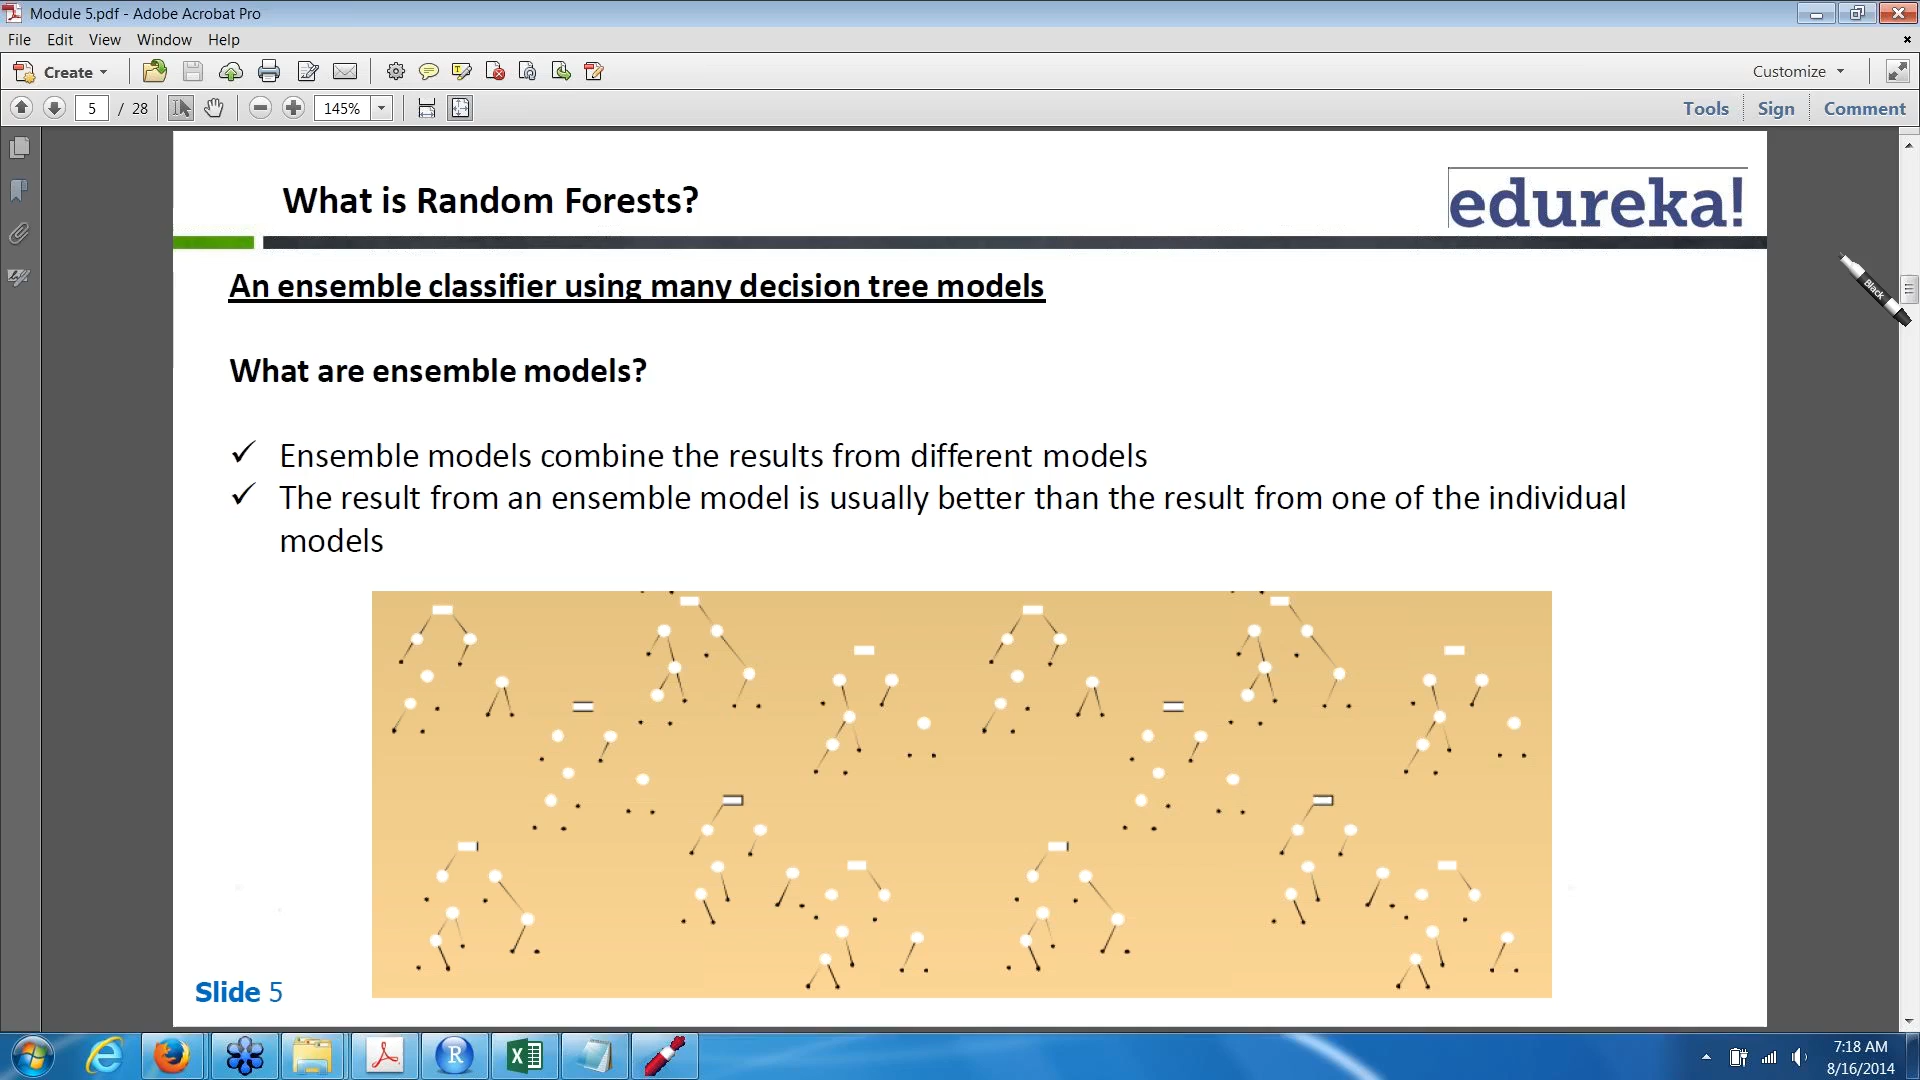 Module 5.pdf - Adobe Acrobat Pro
File Edit View Window Help
Create Customize
5 / 28 145% Tools Sign Comment
What is Random Forests?
edureka!
An ensemble classifier using many decision tree models
What are ensemble models?
✓ Ensemble models combine the results from different models
✓ The result from an ensemble model is usually better than the result from one of the individual
models
Black
Slide 5
7:18 AM
8/16/2014